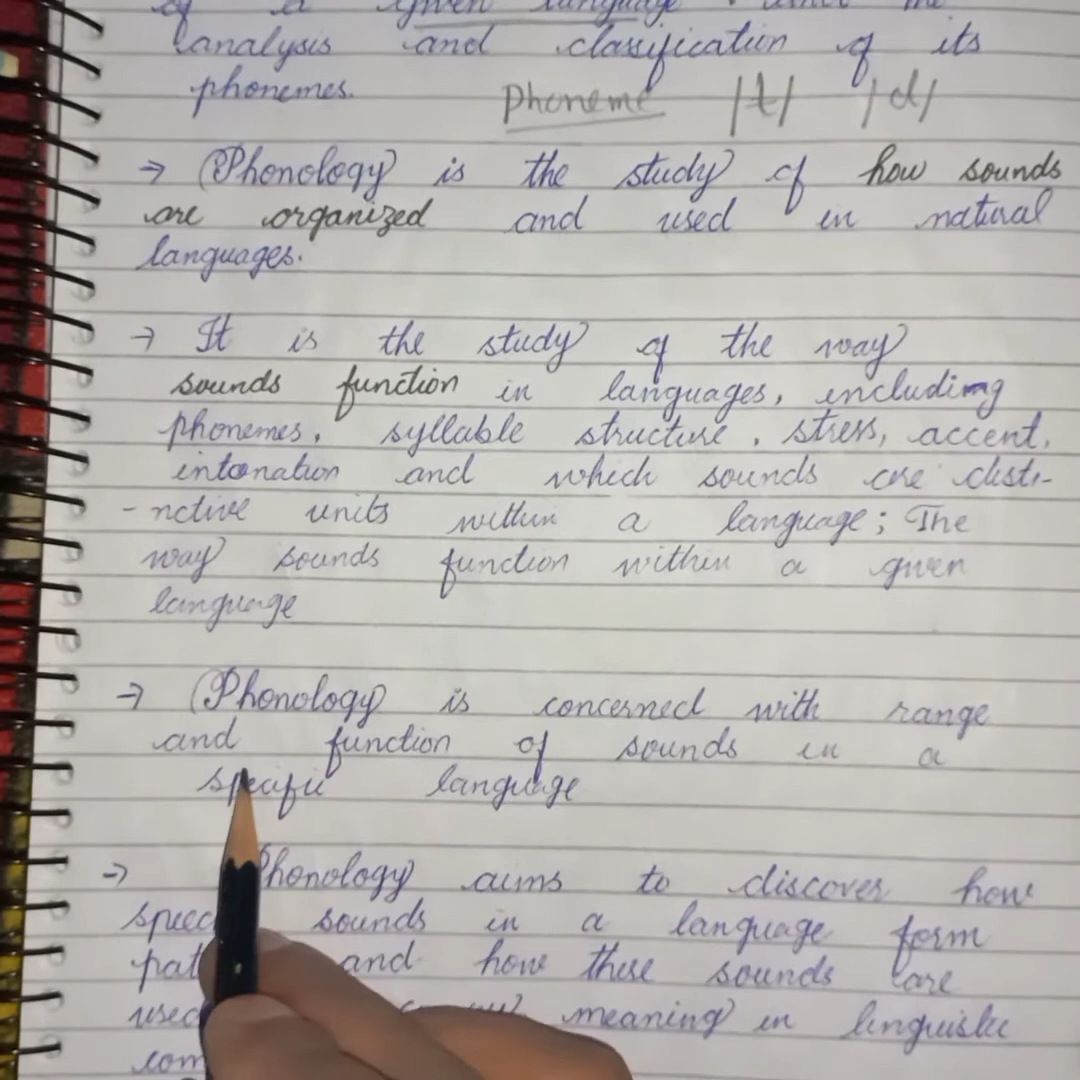 of a given language
analysis and classification of its
phonemes.
Phoneme /t/ /d/
→ Phonology is the study of how sounds
are organized and used in natural
languages.
→ It is the study of the way
sounds function in languages, including
phonemes, syllable structure, stress, accent,
intonation and which sounds are disti-
-nctive units within a language; The
way sounds function within a given
language
→ Phonology is concerned with range
and function of sounds in a
specific language
→ Phonology aims to discover how
sounds in a language form
and how these sounds are
meaning in linguistic